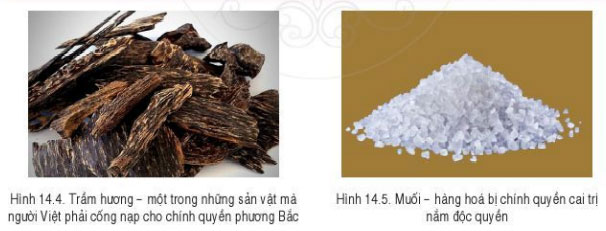 Hình 14.4. Trầm hương – một trong những sản vật mà
người Việt phải cống nạp cho chính quyền phương Bắc
Hình 14.5. Muối – hàng hoá bị chính quyền cai trị
nắm độc quyền